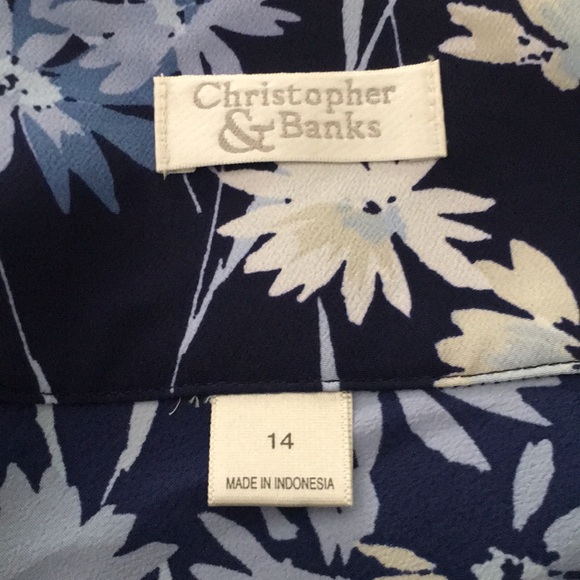 Christopher
& Banks
14
MADE IN INDONESIA